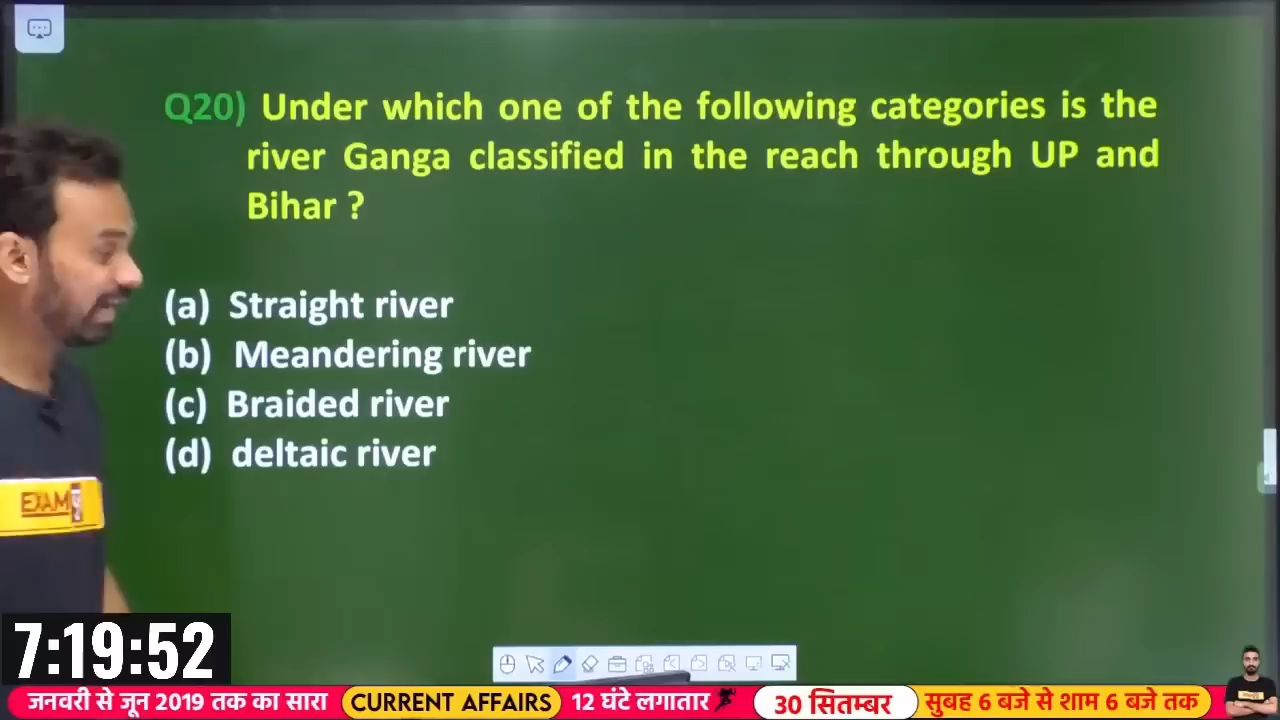 Q20) Under which one of the following categories is the
river Ganga classified in the reach through UP and
Bihar ?
(a) Straight river
(b) Meandering river
(c) Braided river
(d) deltaic river
EXAM
7:19:52
जनवरी से जून 2019 तक का सारा CURRENT AFFAIRS 12 घंटे लगातार 30 सितम्बर सुबह 6 बजे से शाम 6 बजे तक